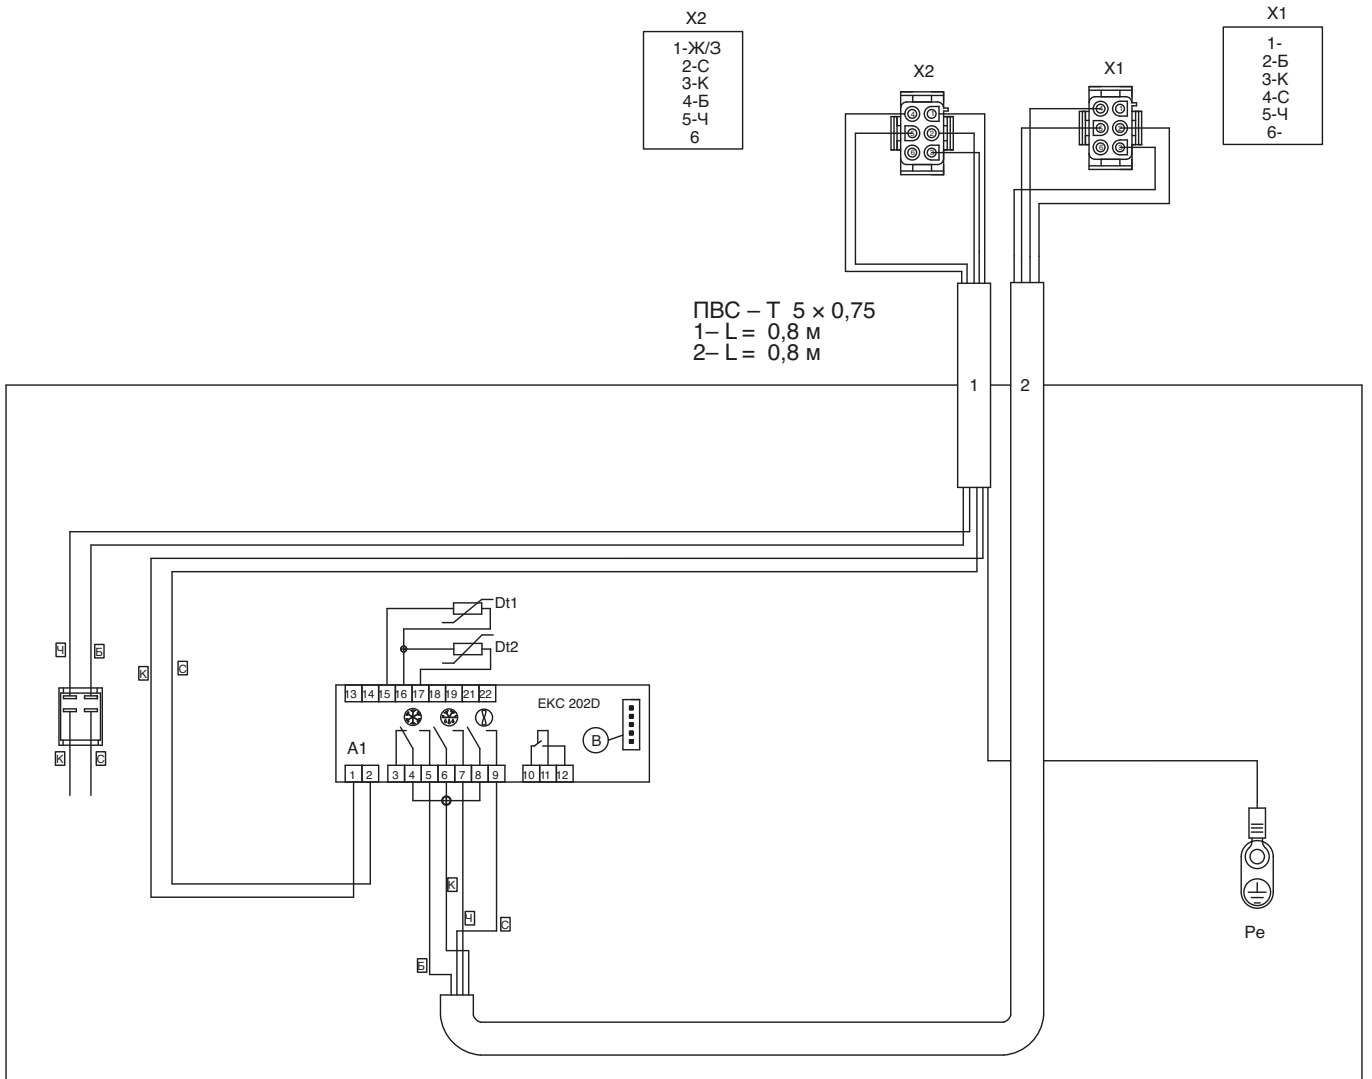 X2
1-Ж/З
2-С
3-К
4-Б
5-Ч
6
X1
1-
2-Б
3-К
4-С
5-Ч
6-
X2
X1
ПВС – Т 5 × 0,75
1– L = 0,8 м
2– L = 0,8 м
1
2
Dt1
Dt2
Ч
Б
К
С
К
С
13 14 15 16 17 18 19 21 22
EKC 202D
A1
B
1 2 3 4 5 6 7 8 9 10 11 12
К
Ч
С
Б
Pe